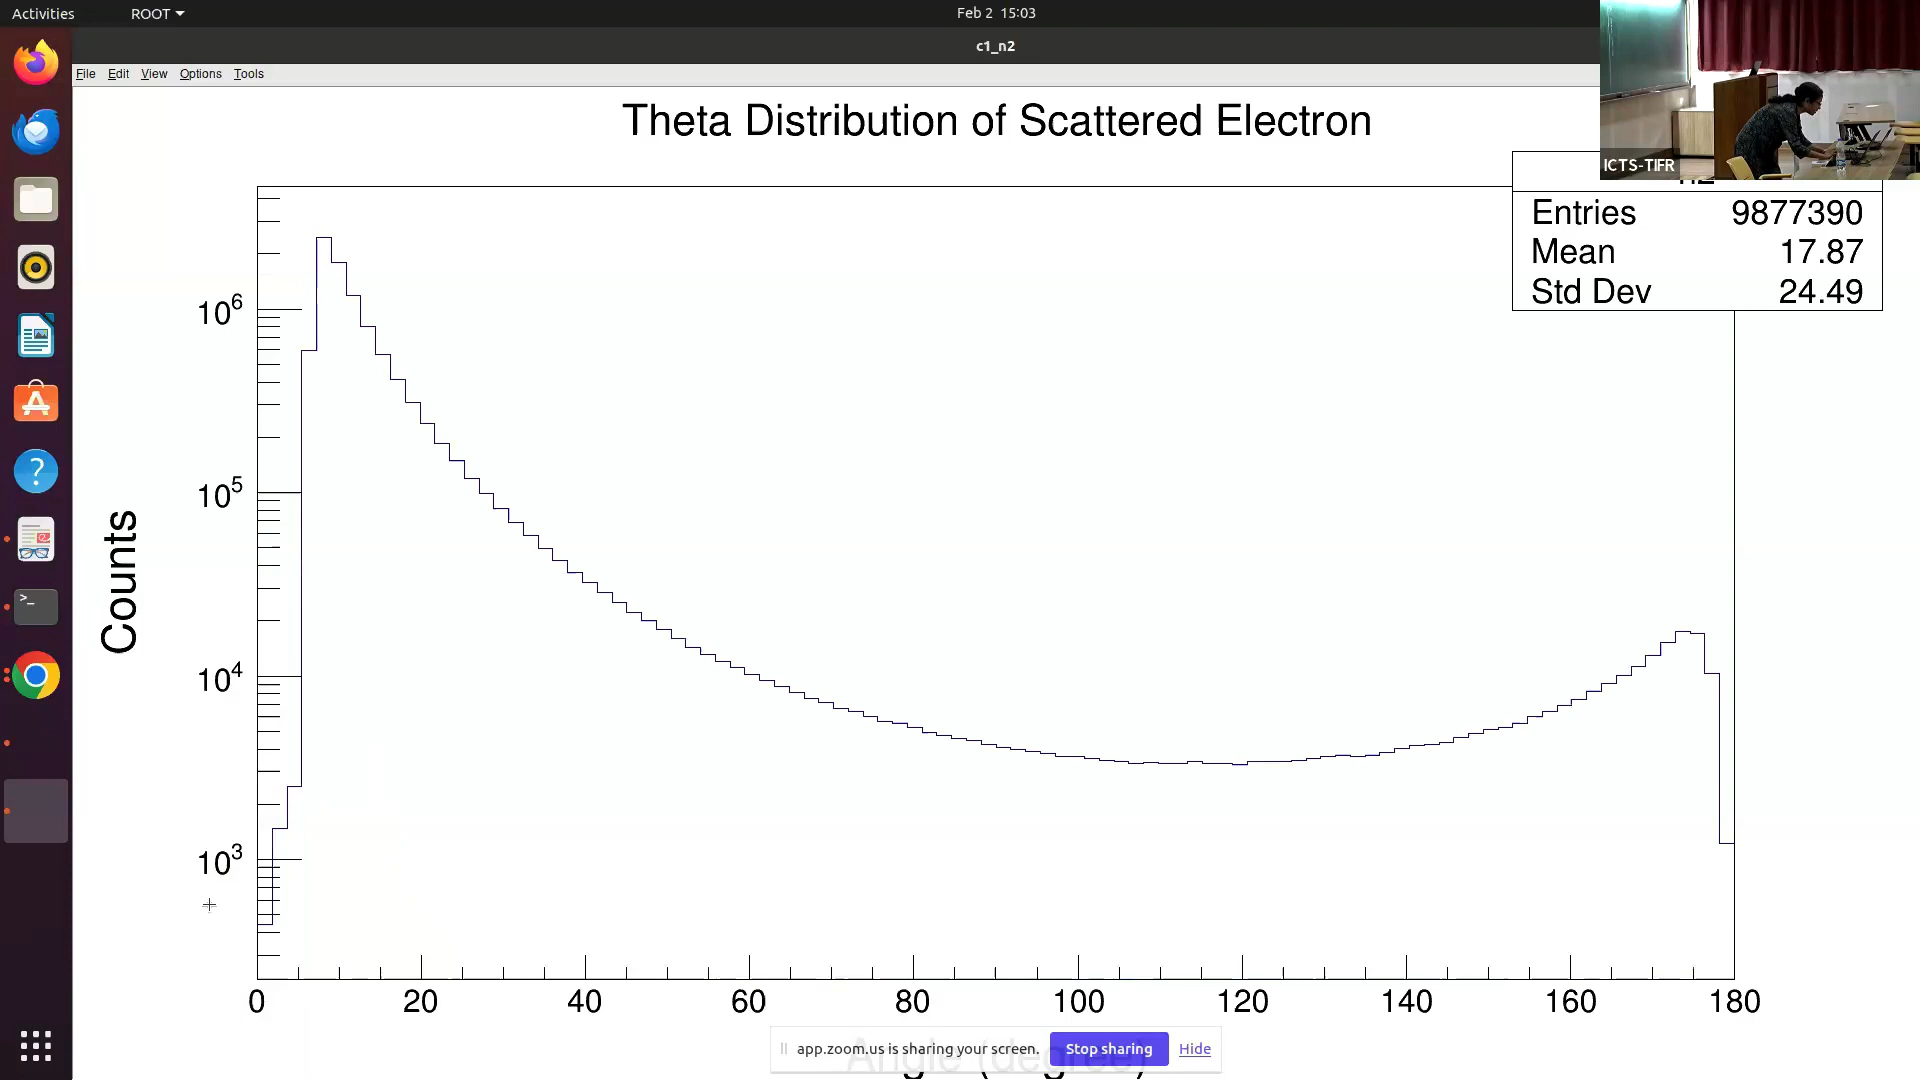 Activities
ROOT
Feb 2 15:03
c1_n2
File Edit View Options Tools
ICTS-TIFR
Theta Distribution of Scattered Electron
Entries 9877390
Mean 17.87
Std Dev 24.49
10^6
10^5
10^4
10^3
Counts
0 20 40 60 80 100 120 140 160 180
app.zoom.us is sharing your screen. Stop sharing Hide
Angle (degree)